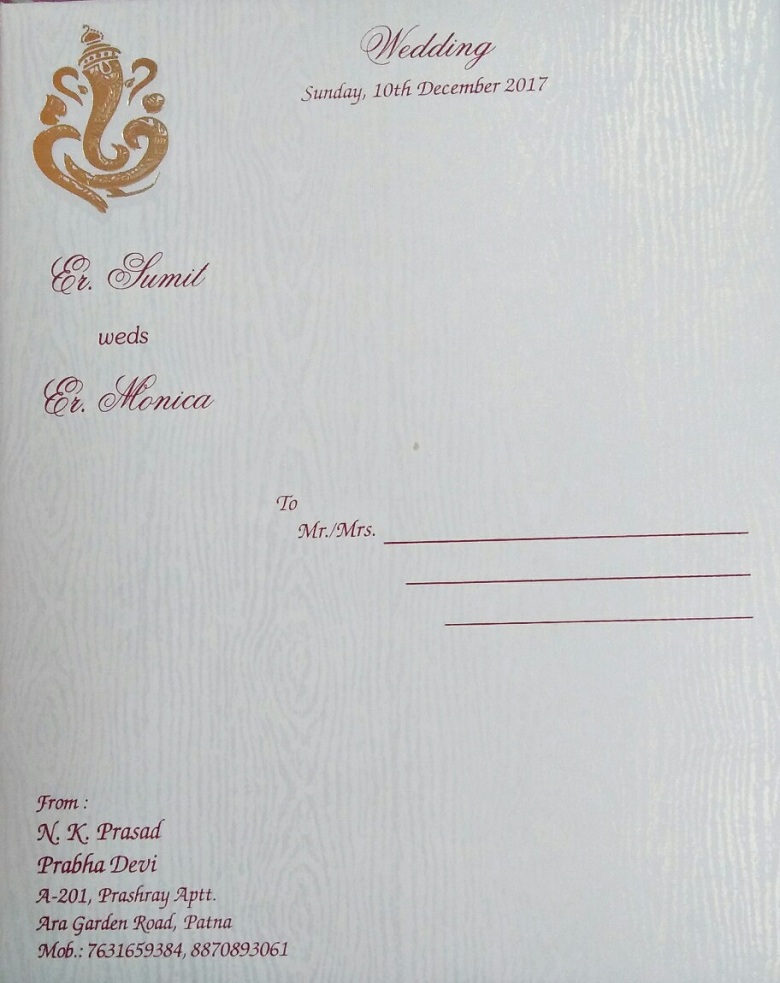 Wedding
Sunday, 10th December 2017
Er. Sumit
weds
Er. Monica
To
Mr./Mrs.
From :
N. K. Prasad
Prabha Devi
A-201, Prashray Aptt.
Ara Garden Road, Patna
Mob.: 7631659384, 8870893061